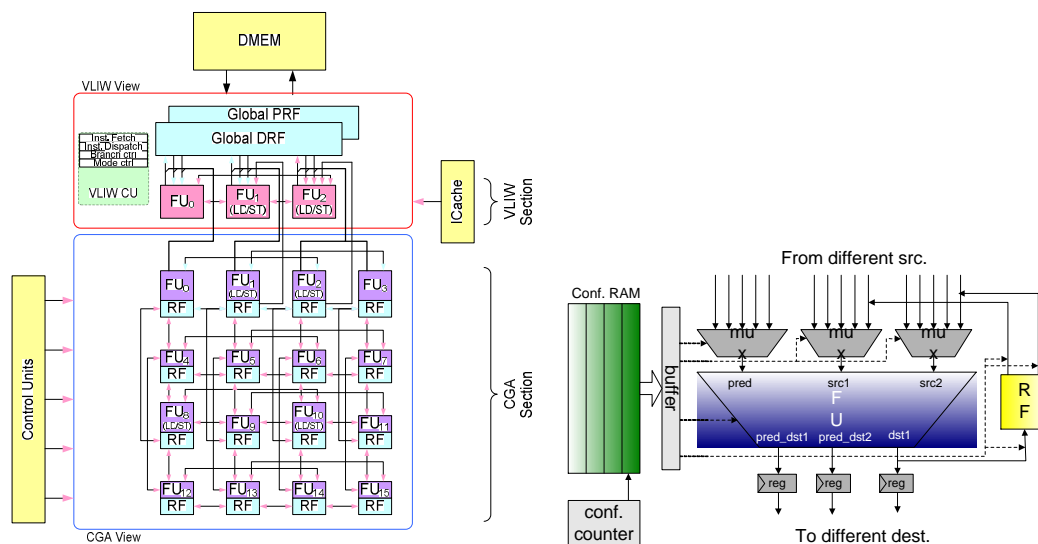 DMEM
VLIW View
Global PRF
Global DRF
Inst. Fetch
Inst. Dispatch
Branch ctrl
Mode ctrl
VLIW CU
FU0
FU1
(LD/ST)
FU2
(LD/ST)
ICache
VLIW
Section
Control Units
FU0
RF
FU1
(LD/ST)
RF
FU2
(LD/ST)
RF
FU3
RF
FU4
RF
FU5
RF
FU6
RF
FU7
RF
FU8
(LD/ST)
RF
FU9
RF
FU10
(LD/ST)
RF
FU11
RF
FU12
RF
FU13
RF
FU14
RF
FU15
RF
CGA
Section
CGA View
From different src.
Conf. RAM
buffer
mu
x
mu
x
mu
x
pred
src1
src2
F
U
pred_dst1
pred_dst2
dst1
R
F
reg
reg
reg
conf.
counter
To different dest.